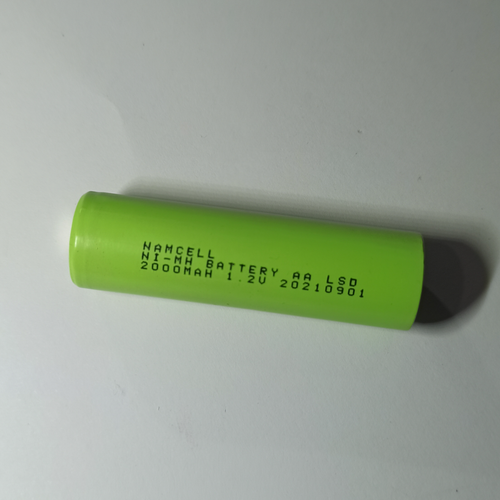 NAMCELL
NI-MH BATTERY AA LSD
2000MAH 1.2V 20210901